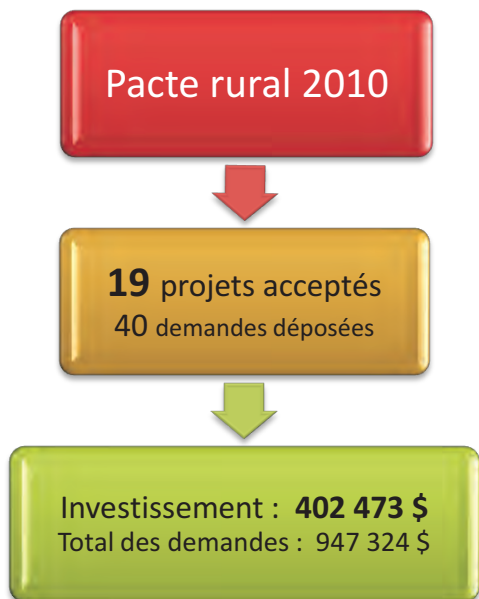 Pacte rural 2010
19 projets acceptés
40 demandes déposées
Investissement : 402 473 $
Total des demandes : 947 324 $